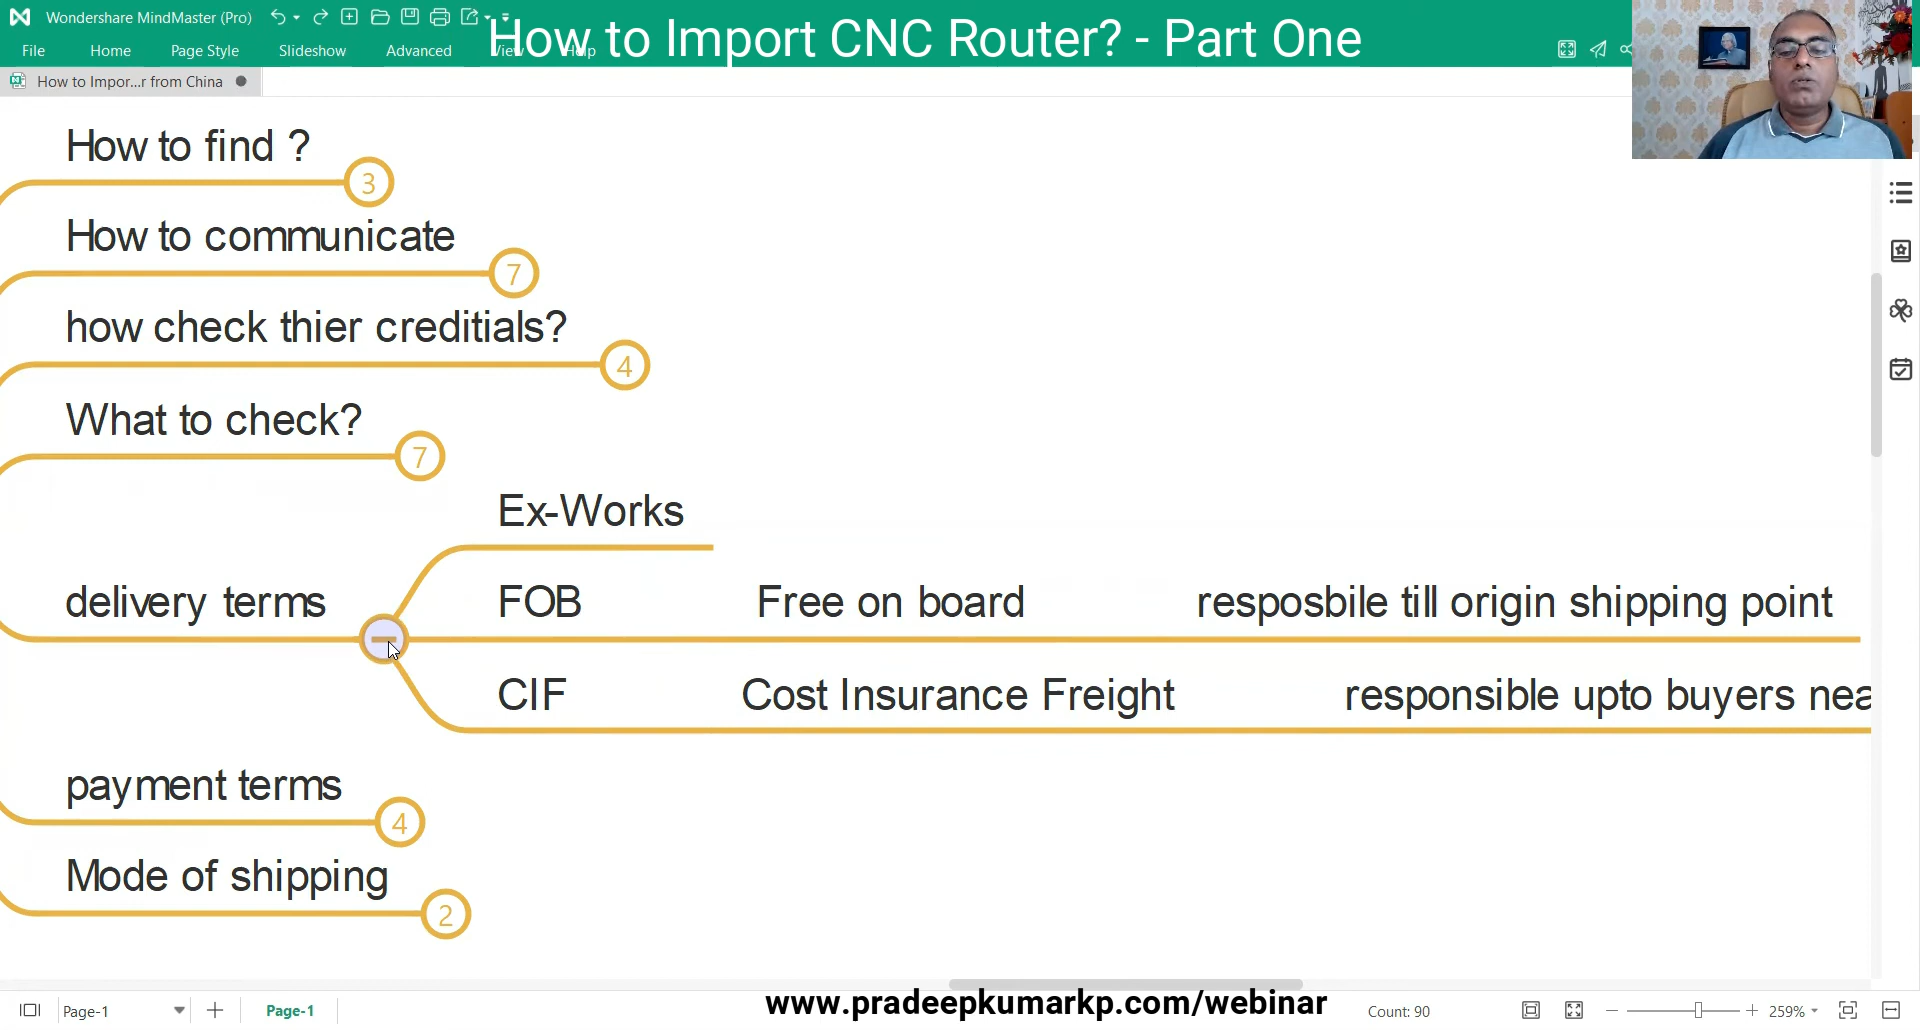 Wondershare MindMaster (Pro)
How to Import CNC Router? - Part One
File Home Page Style Slideshow Advanced View Help
How to Impor...r from China
How to find ?
3
How to communicate
7
how check thier creditials?
4
What to check?
7
Ex-Works
delivery terms
FOB Free on board resposbile till origin shipping point
CIF Cost Insurance Freight responsible upto buyers nea
payment terms
4
Mode of shipping
2
Page-1 Page-1 www.pradeepkumarkp.com/webinar Count: 90 259%